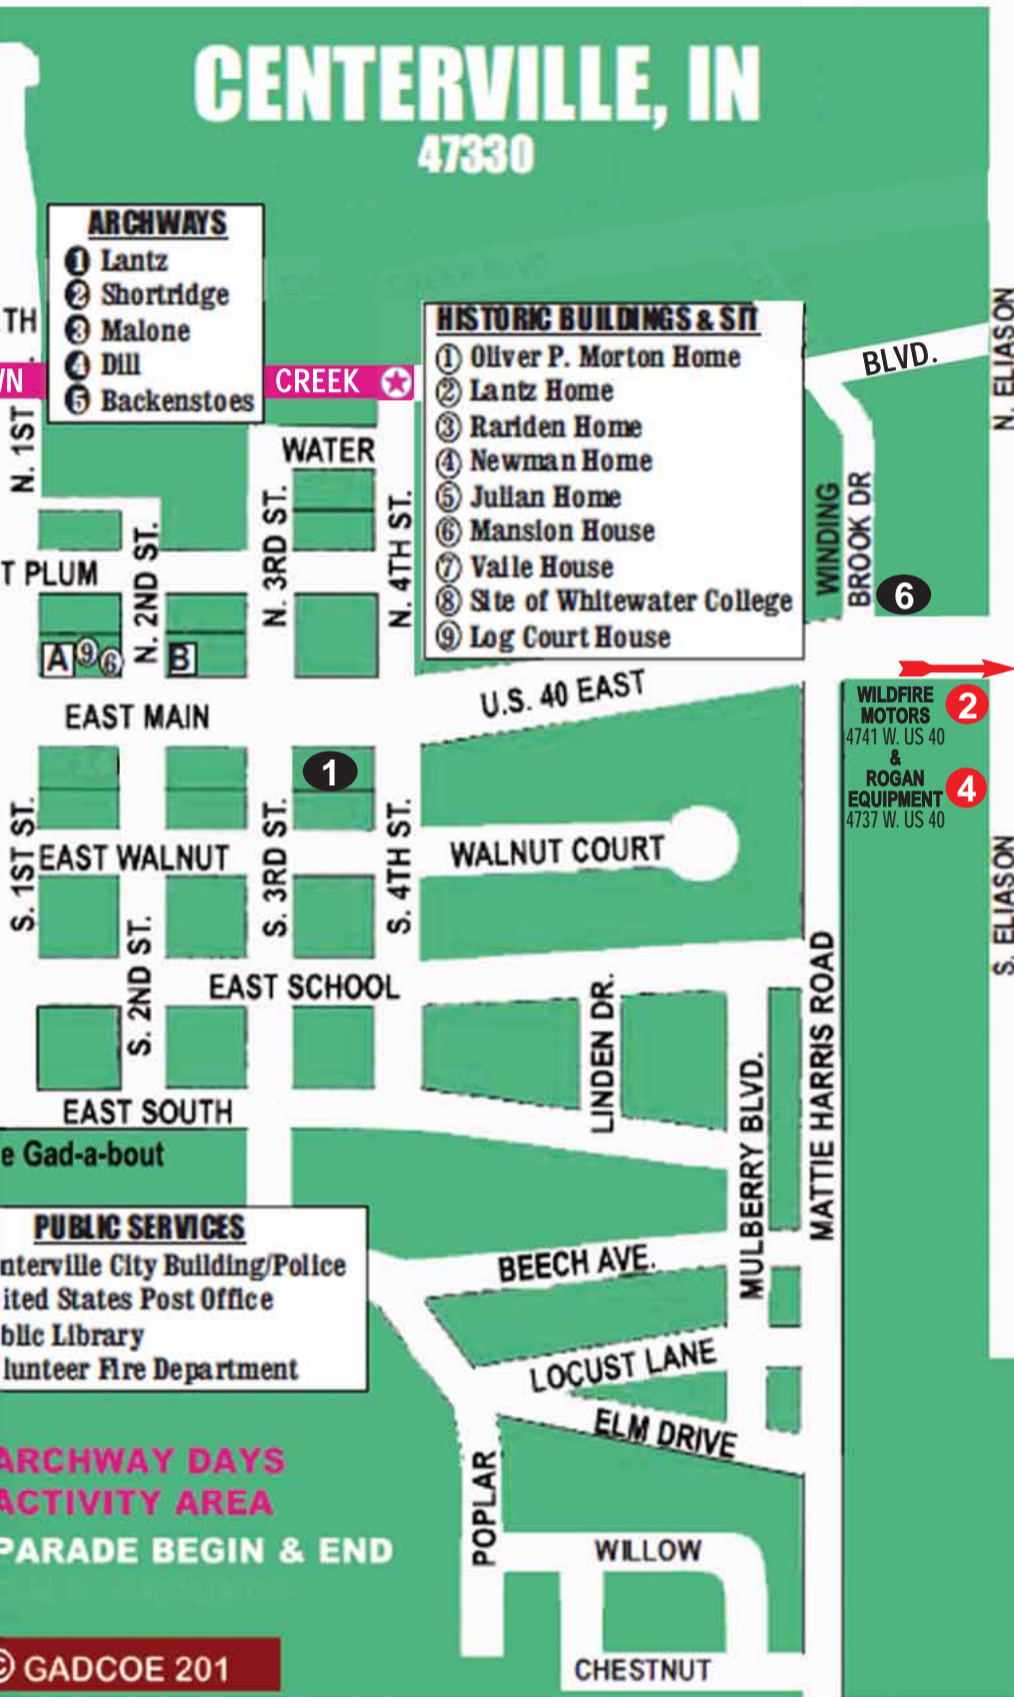 CENTERVILLE, IN
47330
ARCHWAYS
1 Lantz
2 Shortridge
3 Malone
4 Dill
5 Backenstoes
HISTORIC BUILDINGS & SIT
1 Oliver P. Morton Home
2 Lantz Home
3 Rariden Home
4 Newman Home
5 Julian Home
6 Mansion House
7 Vaile House
8 Site of Whitewater College
9 Log Court House
TH
WN
CREEK
BLVD.
N. ELIASON
N. 1ST
WATER
N. 2ND ST.
N. 3RD ST.
N. 4TH ST.
WINDING
BROOK DR
6
T PLUM
A
9
6
B
U.S. 40 EAST
EAST MAIN
WILDFIRE
MOTORS
2
4741 W. US 40
&
ROGAN
EQUIPMENT
4
4737 W. US 40
1
S. 1ST ST.
EAST WALNUT
S. 3RD ST.
S. 4TH ST.
WALNUT COURT
S. ELIASON
S. 2ND ST.
EAST SCHOOL
LINDEN DR.
MATTIE HARRIS ROAD
MULBERRY BLVD.
EAST SOUTH
e Gad-a-bout
PUBLIC SERVICES
nterville City Building/Police
ited States Post Office
blic Library
lunteer Fire Department
BEECH AVE.
LOCUST LANE
ELM DRIVE
ARCHWAY DAYS
ACTIVITY AREA
PARADE BEGIN & END
POPLAR
WILLOW
CHESTNUT
© GADCOE 201